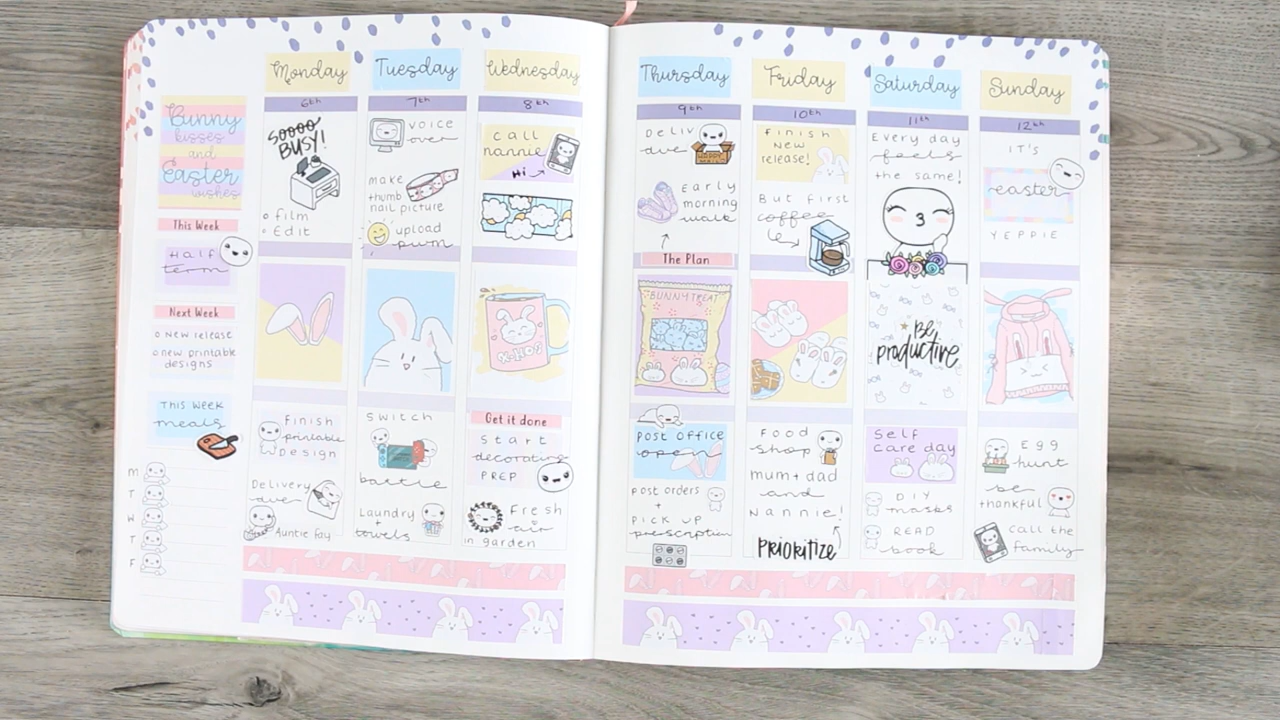 Bunny
kisses
and
Easter
wishes
This Week
Half
term
Next Week
New release
new printable
designs
This week
meals
M
T
W
T
F
Monday
6th
Soooo
BUSY!
film
Edit
Finish
printable
Design
Delivery
due
Auntie Fay
Tuesday
7th
voice
over
make
thumb
nail picture
upload
pwm
Switch
battle
Laundry
+
towels
Wednesday
8th
call
nannie
Hi
X-110%
Get it done
Start
decorating
PREP
Fresh
air
in garden
Thursday
9th
Deliv
due
HAPPY MAIL
Early
morning
walk
The Plan
BUNNY TREAT
Post Office
open
post orders
+
Pick up
prescription
Friday
10th
Finish
New
release!
But first
coffee
Food
shop
mum + dad
and
Nannie!
PRIORITIZE
Saturday
11th
Every day
feels
the same!
Be
productive
Self
care day
DIY
masks
READ
book
Sunday
12th
It's
easter
YEPPIE
Egg
hunt
be
thankful
call the
family